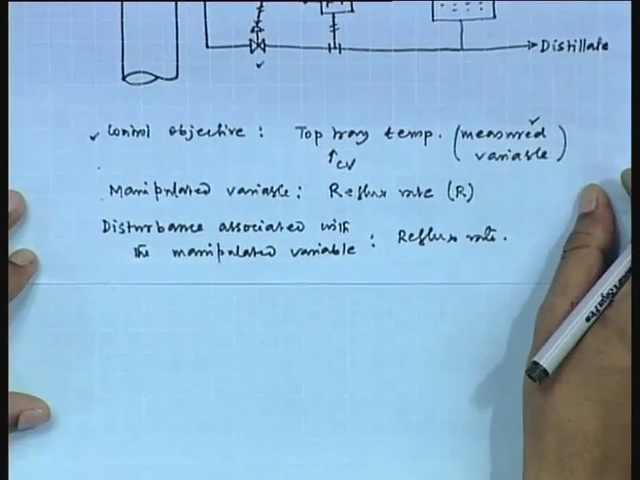 Distillate
Control objective : Top tray temp. (measured
variable)
CV
Manipulated variable : Reflux rate (R)
Disturbance associated with
the manipulated variable : Reflux rate.